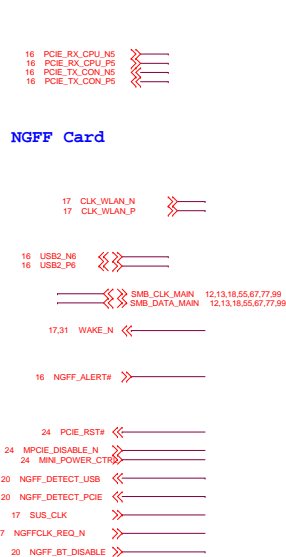 16 PCIE_RX_CPU_N5
16 PCIE_RX_CPU_P5
16 PCIE_TX_CON_N5
16 PCIE_TX_CON_P5
NGFF Card
17 CLK_WLAN_N
17 CLK_WLAN_P
16 USB2_N6
16 USB2_P6
SMB_CLK_MAIN 12,13,18,55,67,77,99
SMB_DATA_MAIN 12,13,18,55,67,77,99
17,31 WAKE_N
16 NGFF_ALERT#
24 PCIE_RST#
24 MPCIE_DISABLE_N
24 MINI_POWER_CTRL
20 NGFF_DETECT_USB
20 NGFF_DETECT_PCIE
17 SUS_CLK
7 NGFFCLK_REQ_N
20 NGFF_BT_DISABLE